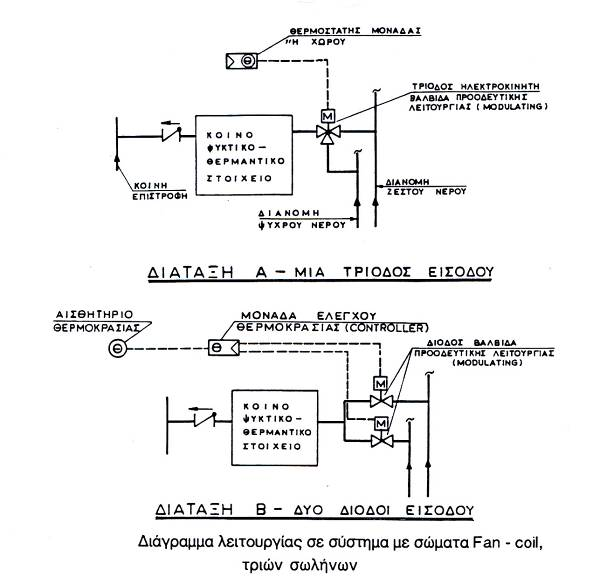 ΘΕΡΜΟΣΤΑΤΗΣ ΜΟΝΑΔΑΣ
"Η ΧΩΡΟΥ
Θ
M
ΤΡΙΟΔΟΣ ΗΛΕΚΤΡΟΚΙΝΗΤΗ
ΒΑΛΒΙΔΑ ΠΡΟΟΔΕΥΤΙΚΗΣ
ΛΕΙΤΟΥΡΓΙΑΣ (MODULATING)
ΚΟΙΝΟ
ΨΥΚΤΙΚΟ-
ΘΕΡΜΑΝΤΙΚΟ
ΣΤΟΙΧΕΙΟ
ΚΟΙΝΗ
ΕΠΙΣΤΡΟΦΗ
ΔΙΑΝΟΜΗ
ΖΕΣΤΟΥ ΝΕΡΟΥ
ΔΙΑΝΟΜΗ
ΨΥΧΡΟΥ ΝΕΡΟΥ
ΔΙΑΤΑΞΗ Α - ΜΙΑ ΤΡΙΟΔΟΣ ΕΙΣΟΔΟΥ
ΑΙΣΘΗΤΗΡΙΟ
ΘΕΡΜΟΚΡΑΣΙΑΣ
Θ
ΜΟΝΑΔΑ ΕΛΕΓΧΟΥ
ΘΕΡΜΟΚΡΑΣΙΑΣ (CONTROLLER)
Θ
ΔΙΟΔΟΣ ΒΑΛΒΙΔΑ
ΠΡΟΟΔΕΥΤΙΚΗΣ ΛΕΙΤΟΥΡΓΙΑΣ
(MODULATING)
M
M
ΚΟΙΝΟ
ΨΥΚΤΙΚΟ-
ΘΕΡΜΑΝΤΙΚΟ
ΣΤΟΙΧΕΙΟ
ΔΙΑΤΑΞΗ Β - ΔΥΟ ΔΙΟΔΟΙ ΕΙΣΟΔΟΥ
Διάγραμμα λειτουργίας σε σύστημα με σώματα Fan - coil,
τριών σωλήνων